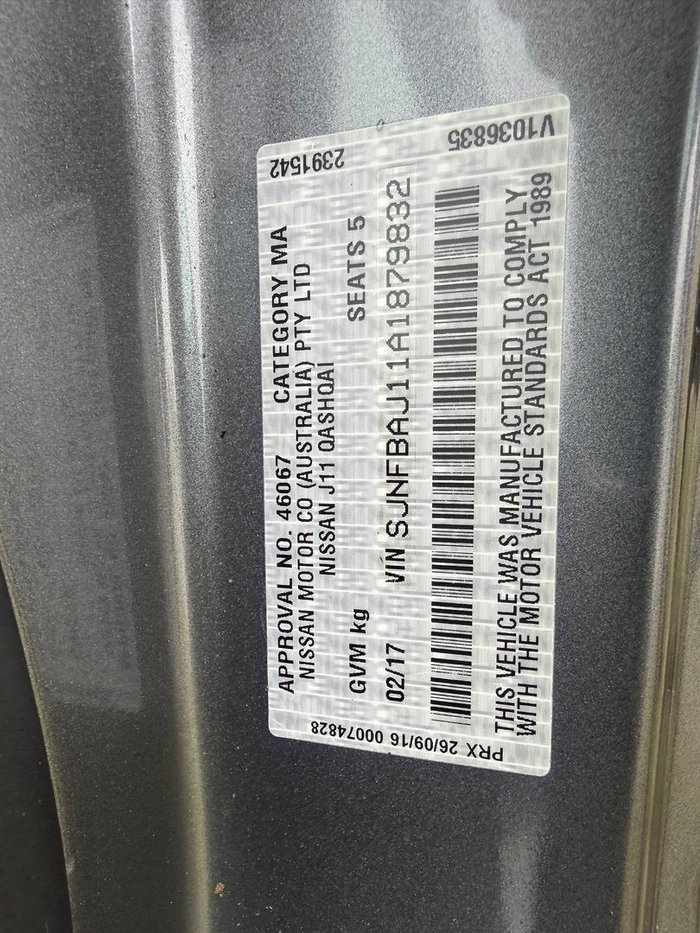 APPROVAL NO. 46067 CATEGORY MA
NISSAN MOTOR CO (AUSTRALIA) PTY LTD
NISSAN J11 QASHQAI
GVM kg SEATS 5
02/17 VIN SJNFBAJ11A1879832
THIS VEHICLE WAS MANUFACTURED TO COMPLY
WITH THE MOTOR VEHICLE STANDARDS ACT 1989
PRX 26/09/16 00074828
2391542
V1036835